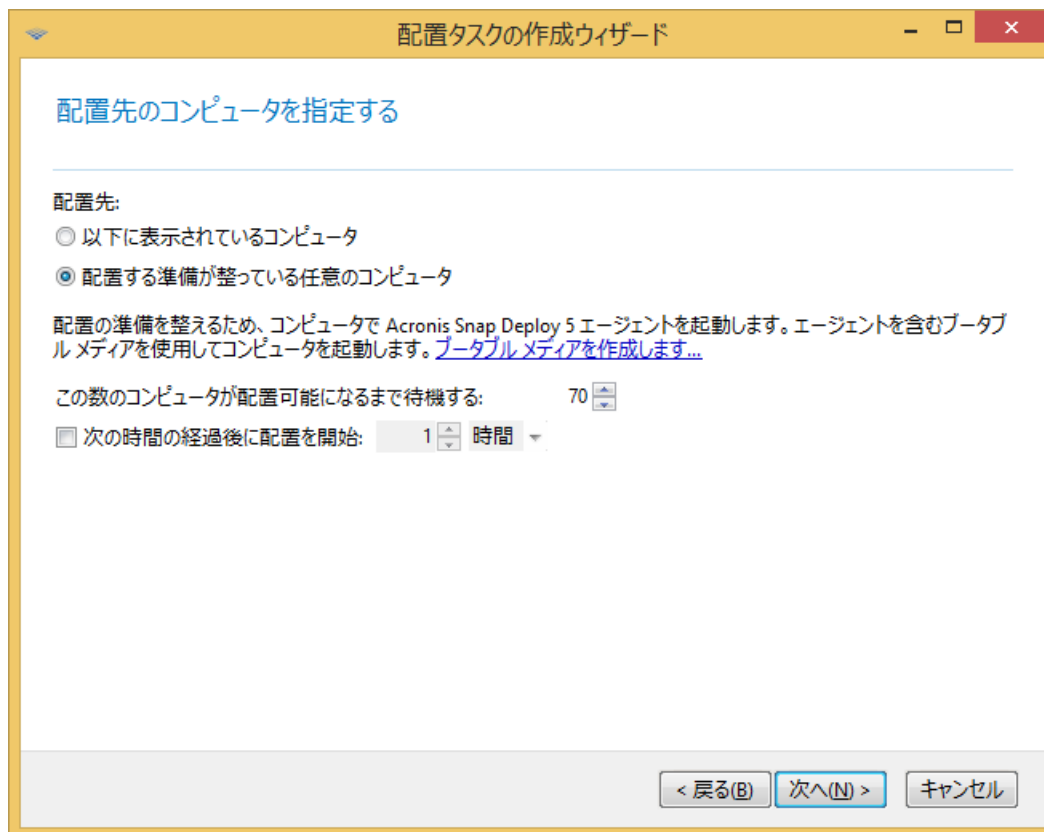 配置タスクの作成ウィザード
配置先のコンピュータを指定する
配置先:
以下に表示されているコンピュータ
配置する準備が整っている任意のコンピュータ
配置の準備を整えるため、コンピュータで Acronis Snap Deploy 5 エージェントを起動します。エージェントを含むブータブ
ル メディアを使用してコンピュータを起動します。ブータブル メディアを作成します...
この数のコンピュータが配置可能になるまで待機する: 70
次の時間の経過後に配置を開始: 1 時間
< 戻る(B) 次へ(N) > キャンセル